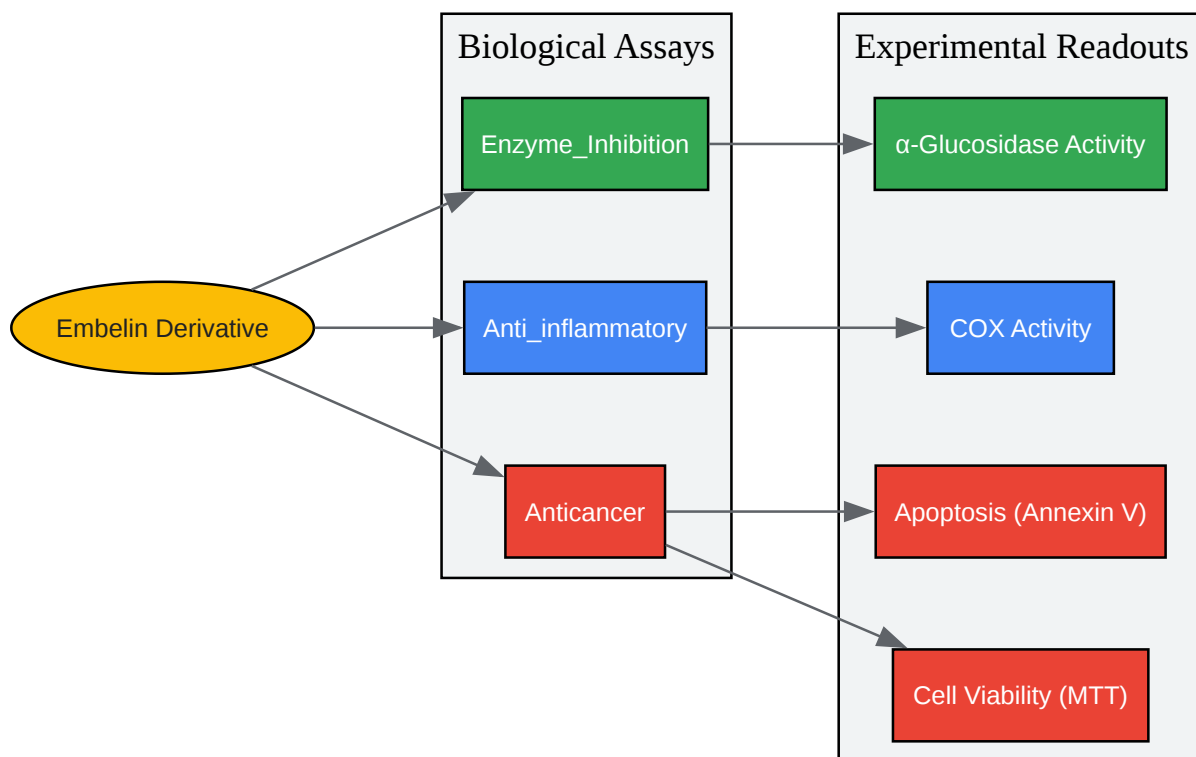 Biological Assays
Experimental Readouts
Enzyme_Inhibition
α-Glucosidase Activity
Embelin Derivative
Anti_inflammatory
COX Activity
Anticancer
Apoptosis (Annexin V)
Cell Viability (MTT)